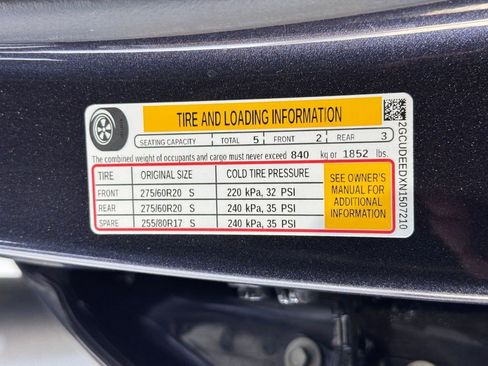 TIRE AND LOADING INFORMATION
SEATING CAPACITY TOTAL 5 FRONT 2 REAR 3
The combined weight of occupants and cargo must never exceed 840 kg or 1852 lbs.
TIRE ORIGINAL SIZE COLD TIRE PRESSURE
FRONT 275/60R20 S 220 kPa, 32 PSI
REAR 275/60R20 S 240 kPa, 35 PSI
SPARE 255/80R17 S 240 kPa, 35 PSI
SEE OWNER'S
MANUAL FOR
ADDITIONAL
INFORMATION
2GCUDEEDXN1507210